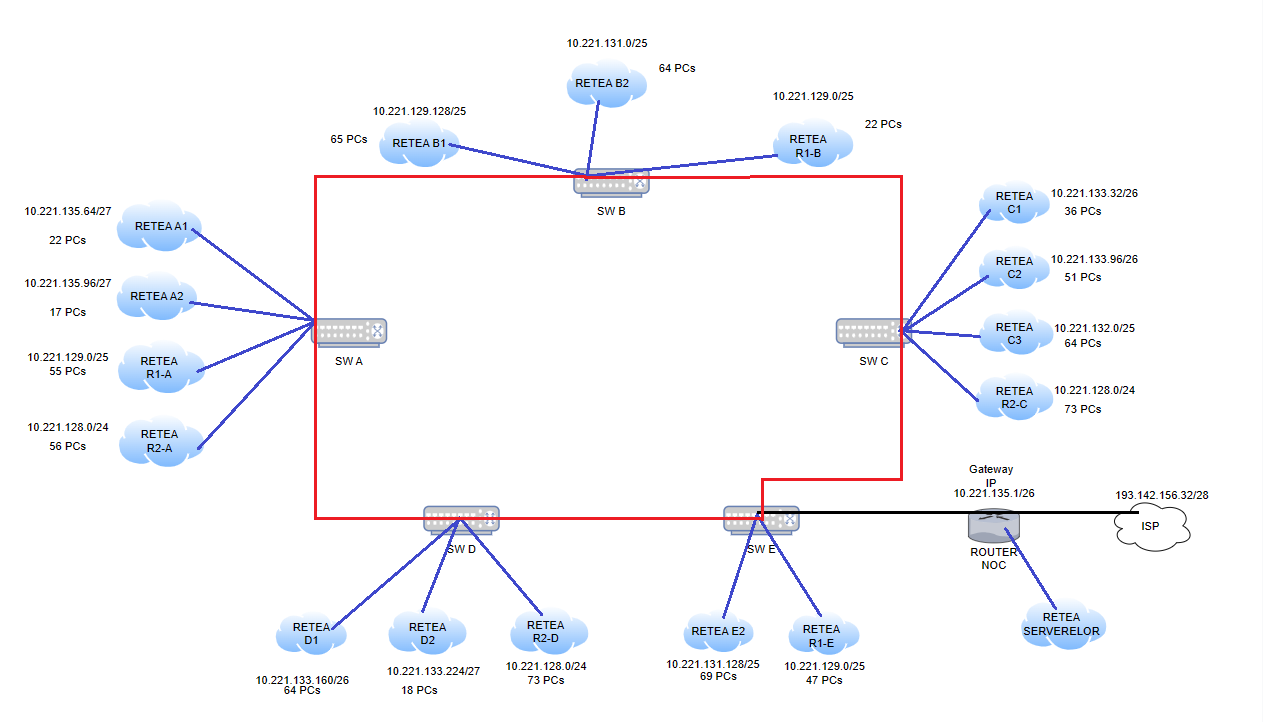 10.221.131.0/25
RETEA B2
64 PCs
10.221.129.128/25
65 PCs
RETEA B1
10.221.129.0/25
RETEA
R1-B
22 PCs
SW B
10.221.135.64/27
RETEA A1
22 PCs
10.221.135.96/27
RETEA A2
17 PCs
10.221.129.0/25
55 PCs
RETEA
R1-A
10.221.128.0/24
56 PCs
RETEA
R2-A
SW A
RETEA
C1
10.221.133.32/26
36 PCs
RETEA
C2
10.221.133.96/26
51 PCs
RETEA
C3
10.221.132.0/25
64 PCs
RETEA
R2-C
10.221.128.0/24
73 PCs
SW C
Gateway
IP
10.221.135.1/26
193.142.156.32/28
ISP
ROUTER
NOC
RETEA
SERVERELOR
SW D
SW E
RETEA
D1
10.221.133.160/26
64 PCs
RETEA
D2
10.221.133.224/27
18 PCs
RETEA
R2-D
10.221.128.0/24
73 PCs
RETEA E2
10.221.131.128/25
69 PCs
RETEA
R1-E
10.221.129.0/25
47 PCs